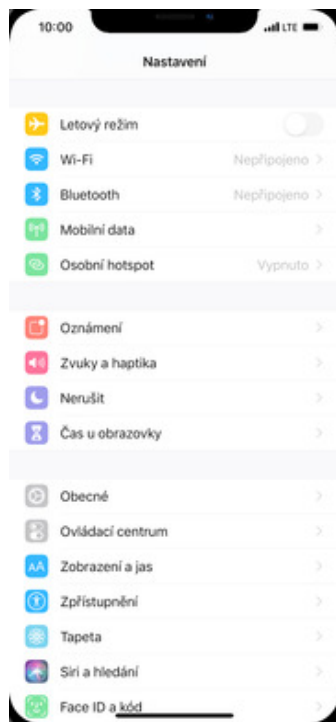 10:00 LTE
Nastavení
Letový režim
Wi-Fi Nepřipojeno
Bluetooth Nepřipojeno
Mobilní data
Osobní hotspot Vypnuto
Oznámení
Zvuky a haptika
Nerušit
Čas u obrazovky
Obecné
Ovládací centrum
AA Zobrazení a jas
Zpřístupnění
Tapeta
Siri a hledání
Face ID a kód